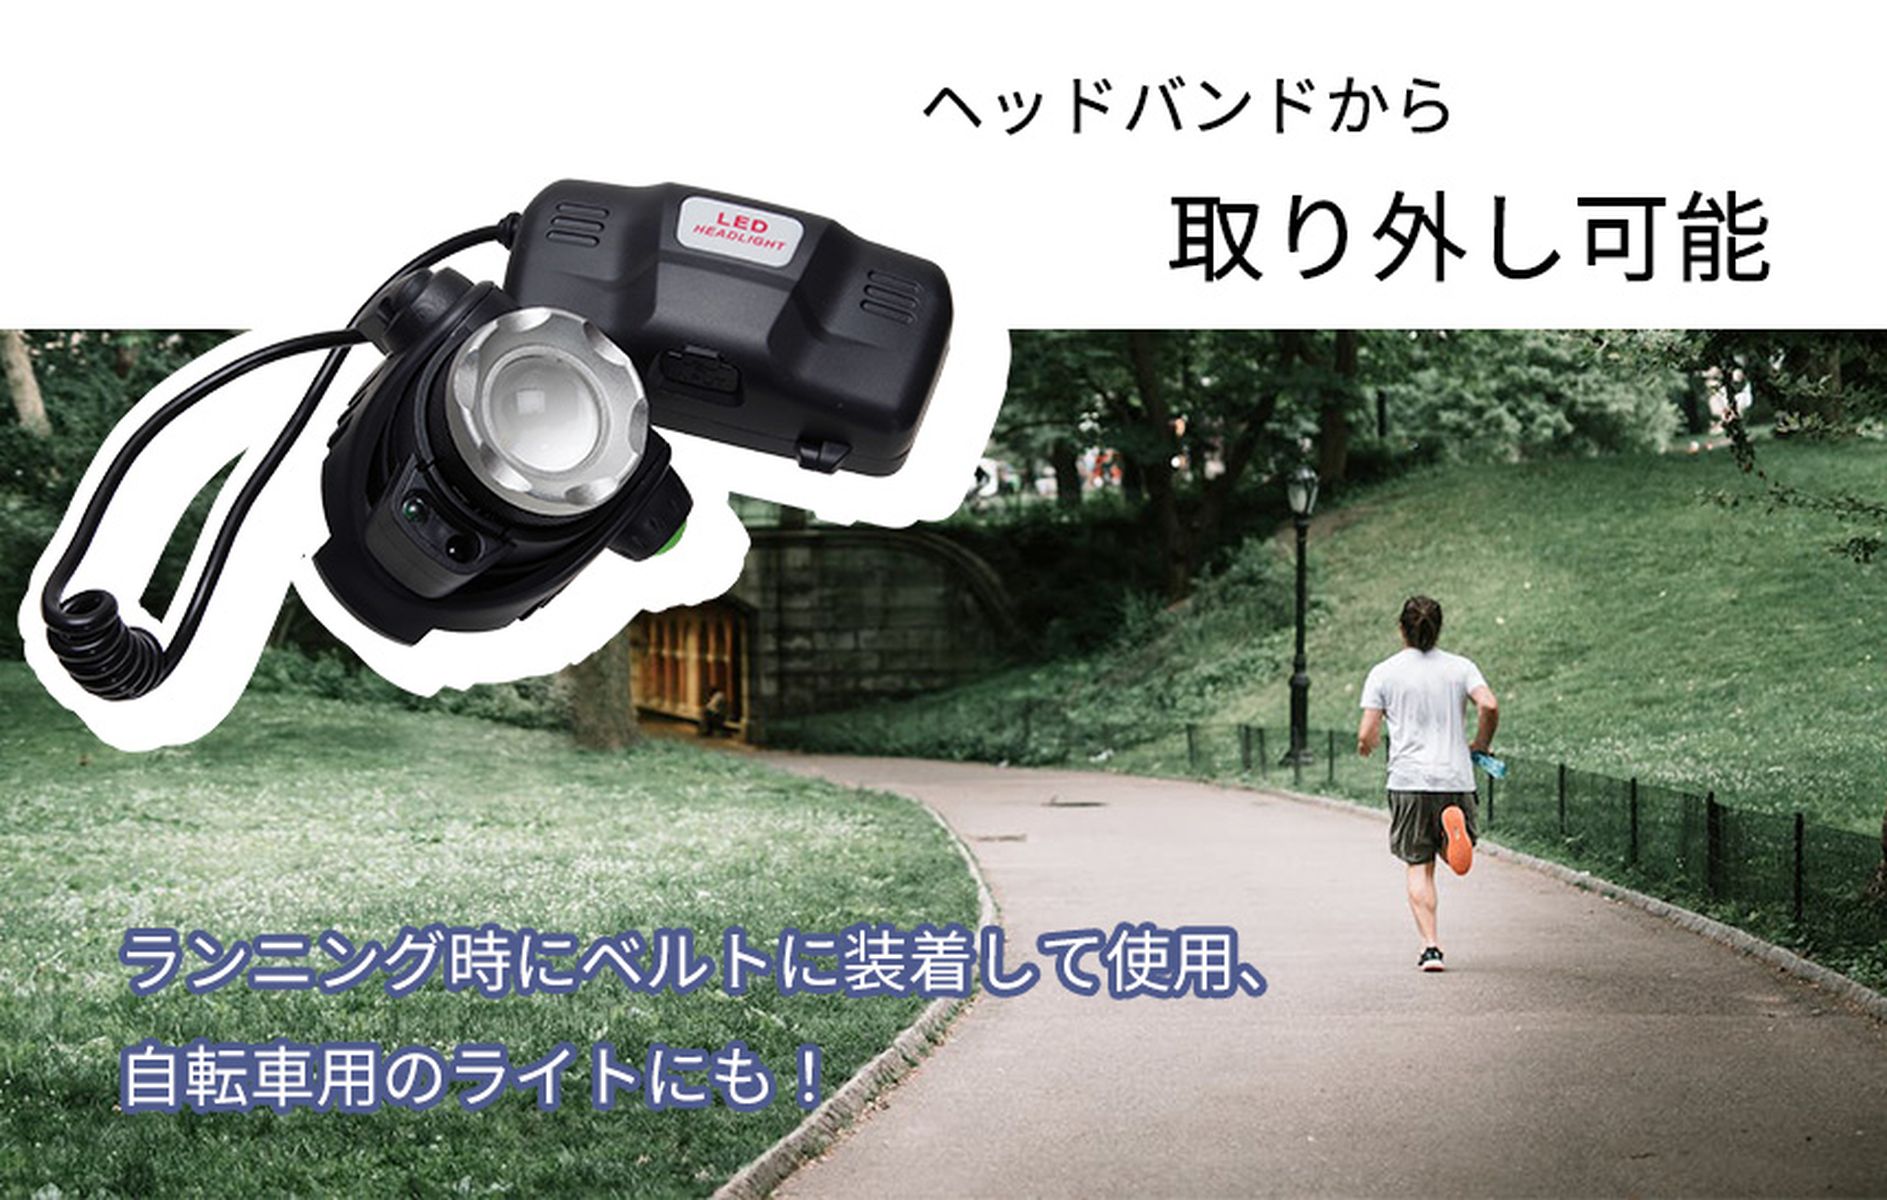 ヘッドバンドから
取り外し可能
LED
HEADLIGHT
ランニング時にベルトに装着して使用、
自転車用のライトにも！